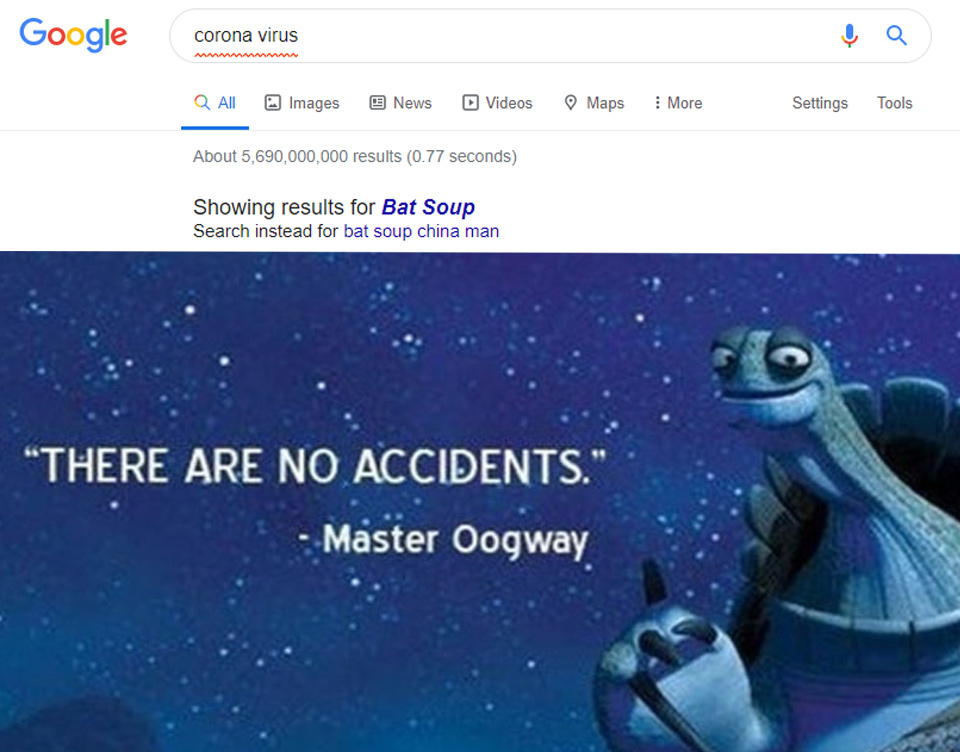 Google
corona virus
All Images News Videos Maps More Settings Tools
About 5,690,000,000 results (0.77 seconds)
Showing results for Bat Soup
Search instead for bat soup china man
“THERE ARE NO ACCIDENTS.”
- Master Oogway